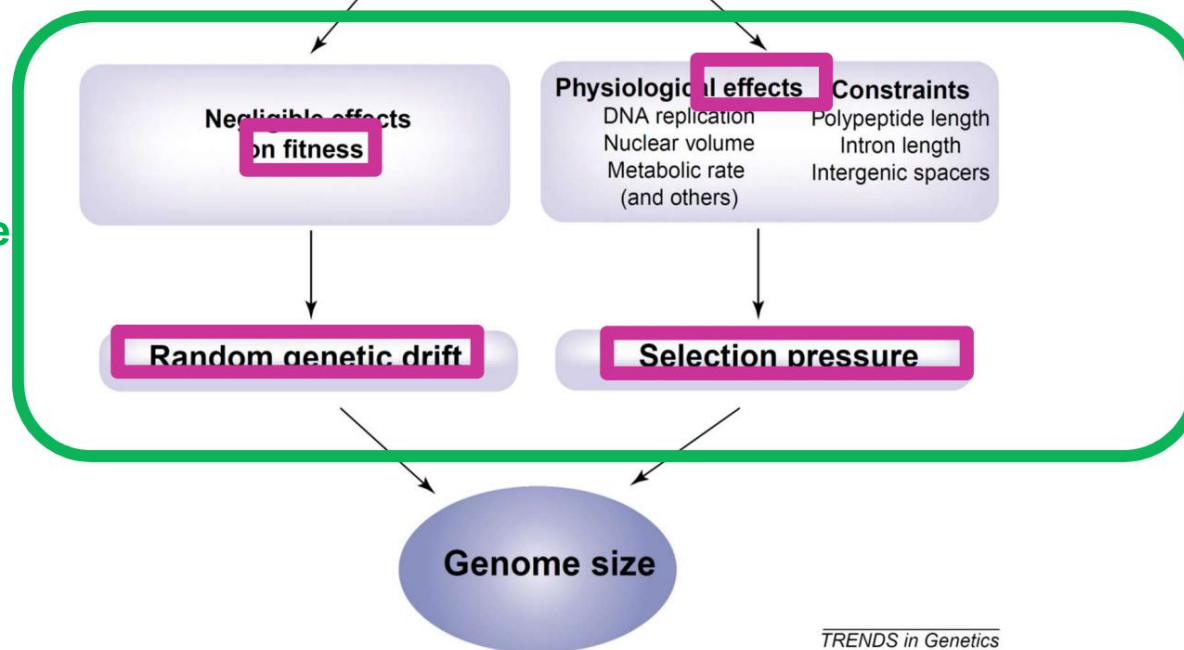 Negligible effects
on fitness
Physiological effects
DNA replication
Nuclear volume
Metabolic rate
(and others)
Constraints
Polypeptide length
Intron length
Intergenic spacers
Random genetic drift
Selection pressure
Genome size
TRENDS in Genetics